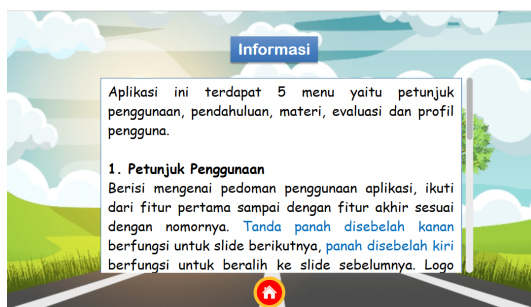 Informasi
Aplikasi ini terdapat 5 menu yaitu petunjuk
penggunaan, pendahuluan, materi, evaluasi dan profil
pengguna.
1. Petunjuk Penggunaan
Berisi mengenai pedoman penggunaan aplikasi, ikuti
dari fitur pertama sampai dengan fitur akhir sesuai
dengan nomornya. Tanda panah disebelah kanan
berfungsi untuk slide berikutnya, panah disebelah kiri
berfungsi untuk beralih ke slide sebelumnya. Logo